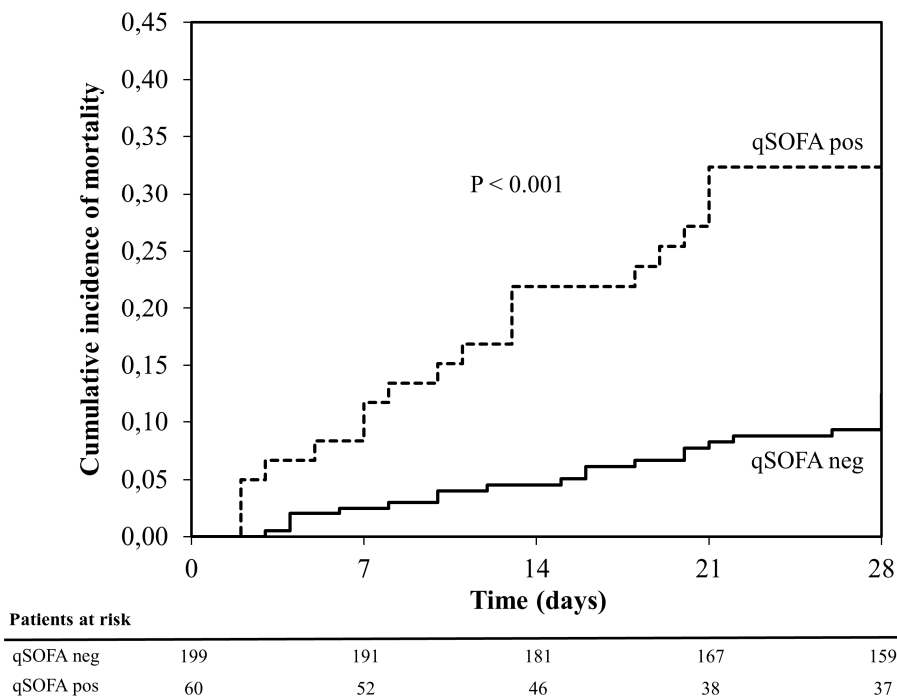 0,45
0,40
0,35
0,30
0,25
0,20
0,15
0,10
0,05
0,00
Cumulative incidence of mortality
qSOFA pos
P < 0.001
qSOFA neg
0 7 14 21 28
Time (days)
Patients at risk
qSOFA neg 199 191 181 167 159
qSOFA pos 60 52 46 38 37